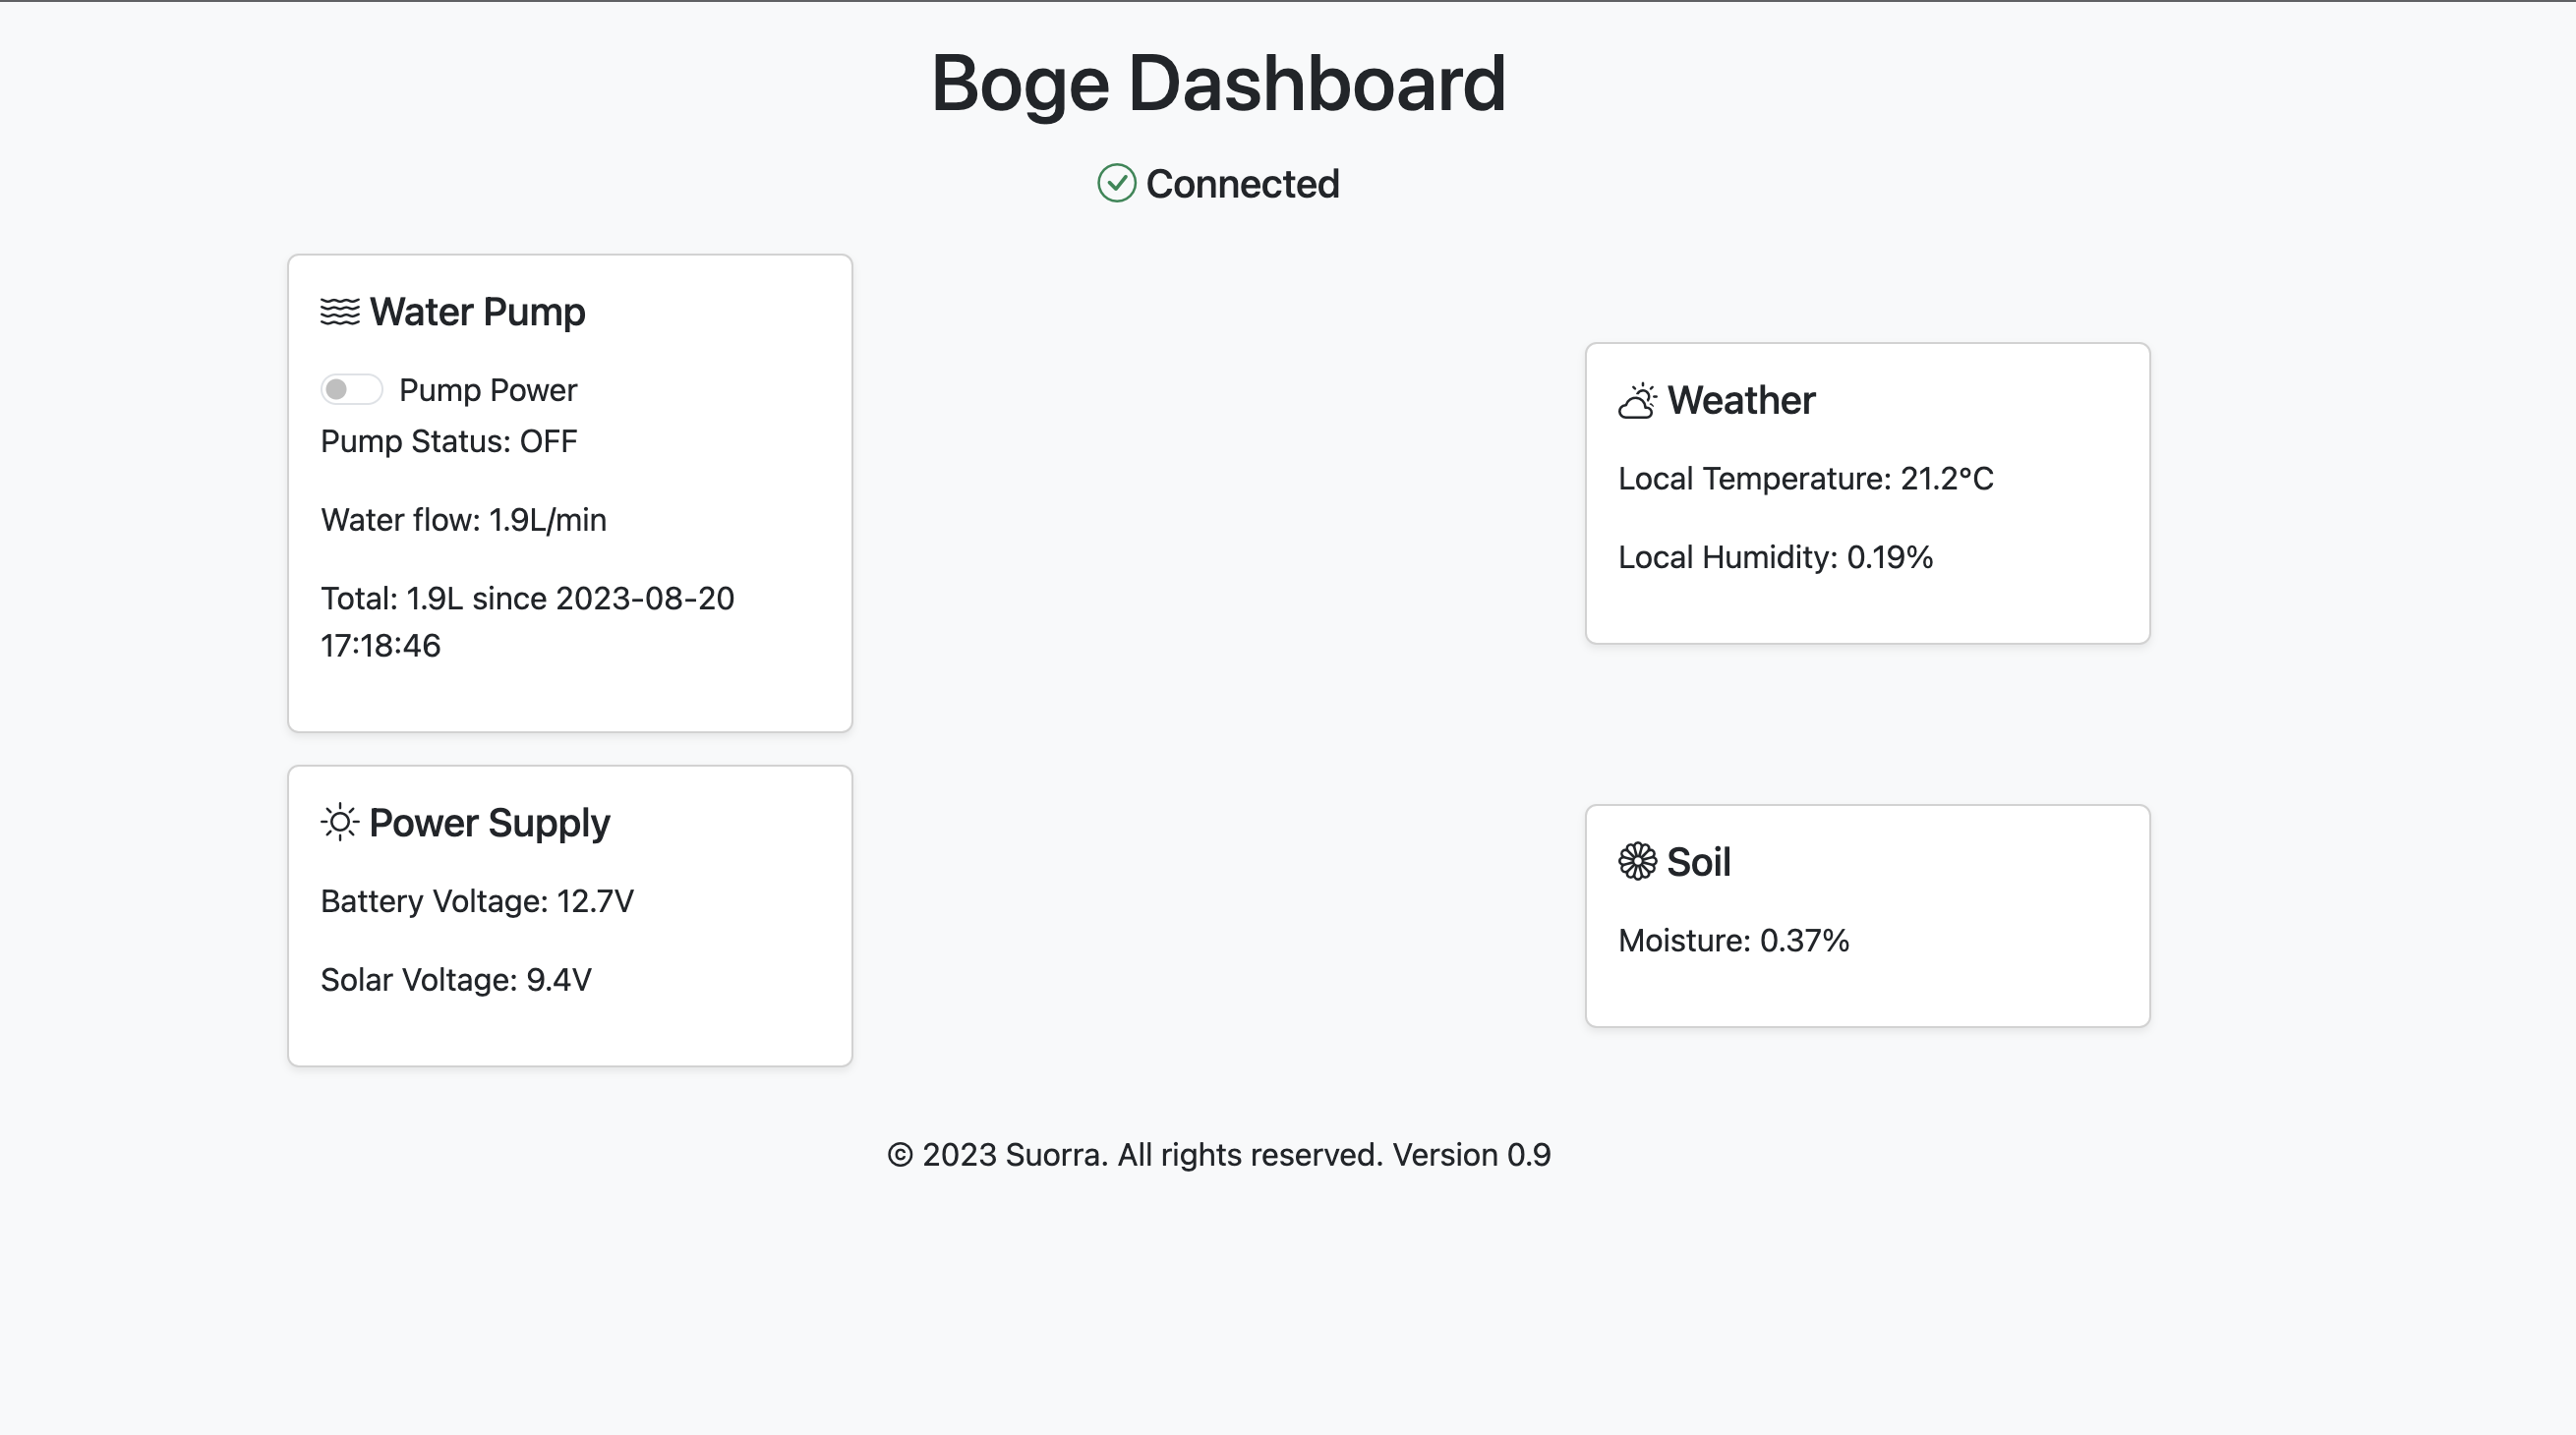 Boge Dashboard
Connected
Water Pump
Pump Power
Pump Status: OFF
Water flow: 1.9L/min
Total: 1.9L since 2023-08-20
17:18:46
Weather
Local Temperature: 21.2°C
Local Humidity: 0.19%
Power Supply
Battery Voltage: 12.7V
Solar Voltage: 9.4V
Soil
Moisture: 0.37%
© 2023 Suorra. All rights reserved. Version 0.9